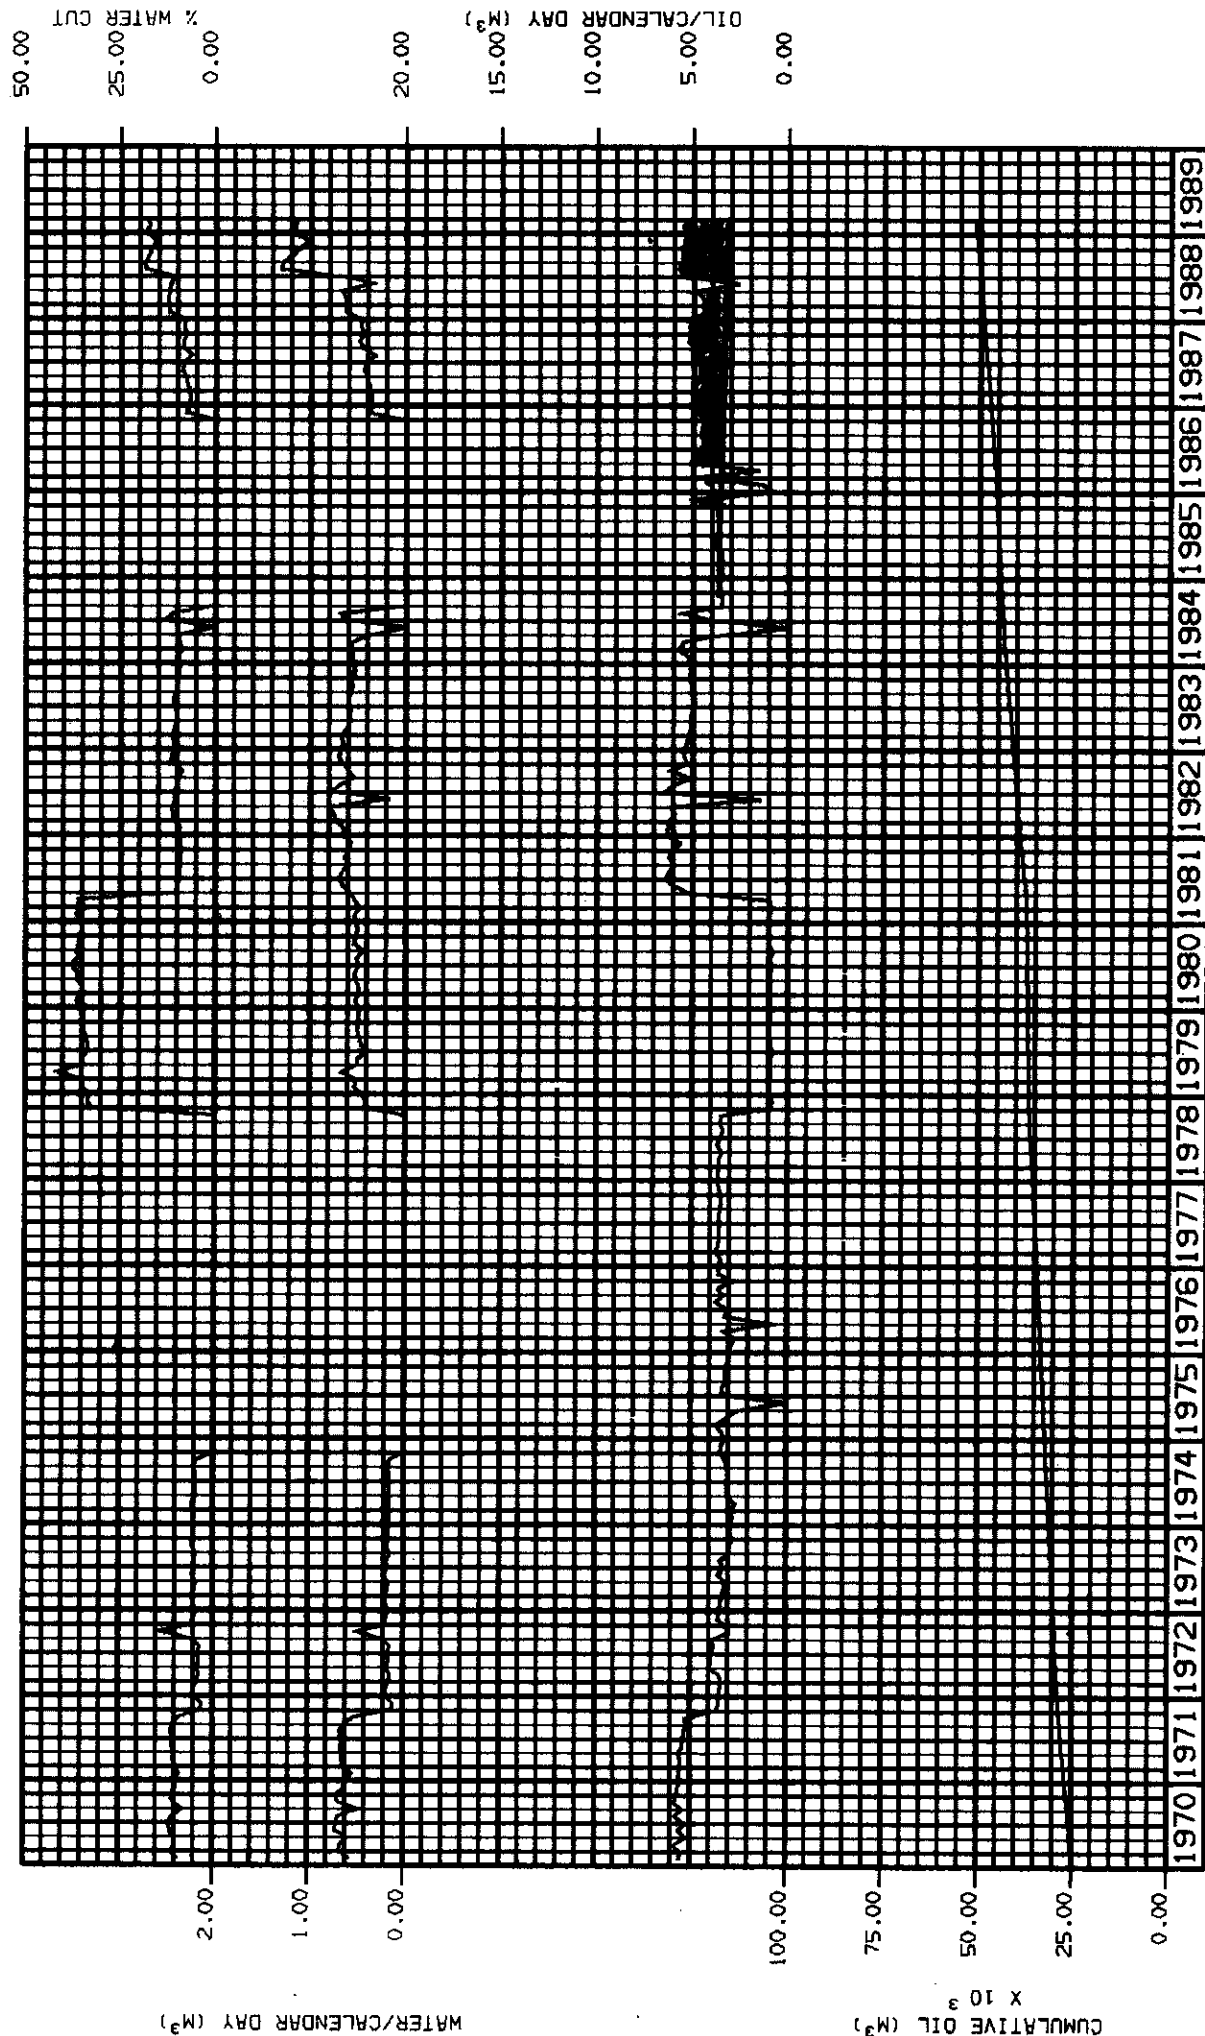 % WATER CUT
50.00
25.00
0.00
OIL/CALENDAR DAY (M³)
20.00
15.00
10.00
5.00
0.00
1970 1971 1972 1973 1974 1975 1976 1977 1978 1979 1980 1981 1982 1983 1984 1985 1986 1987 1988 1989
WATER/CALENDAR DAY (M³)
2.00
1.00
0.00
CUMULATIVE OIL (M³)
X 10³
100.00
75.00
50.00
25.00
0.00